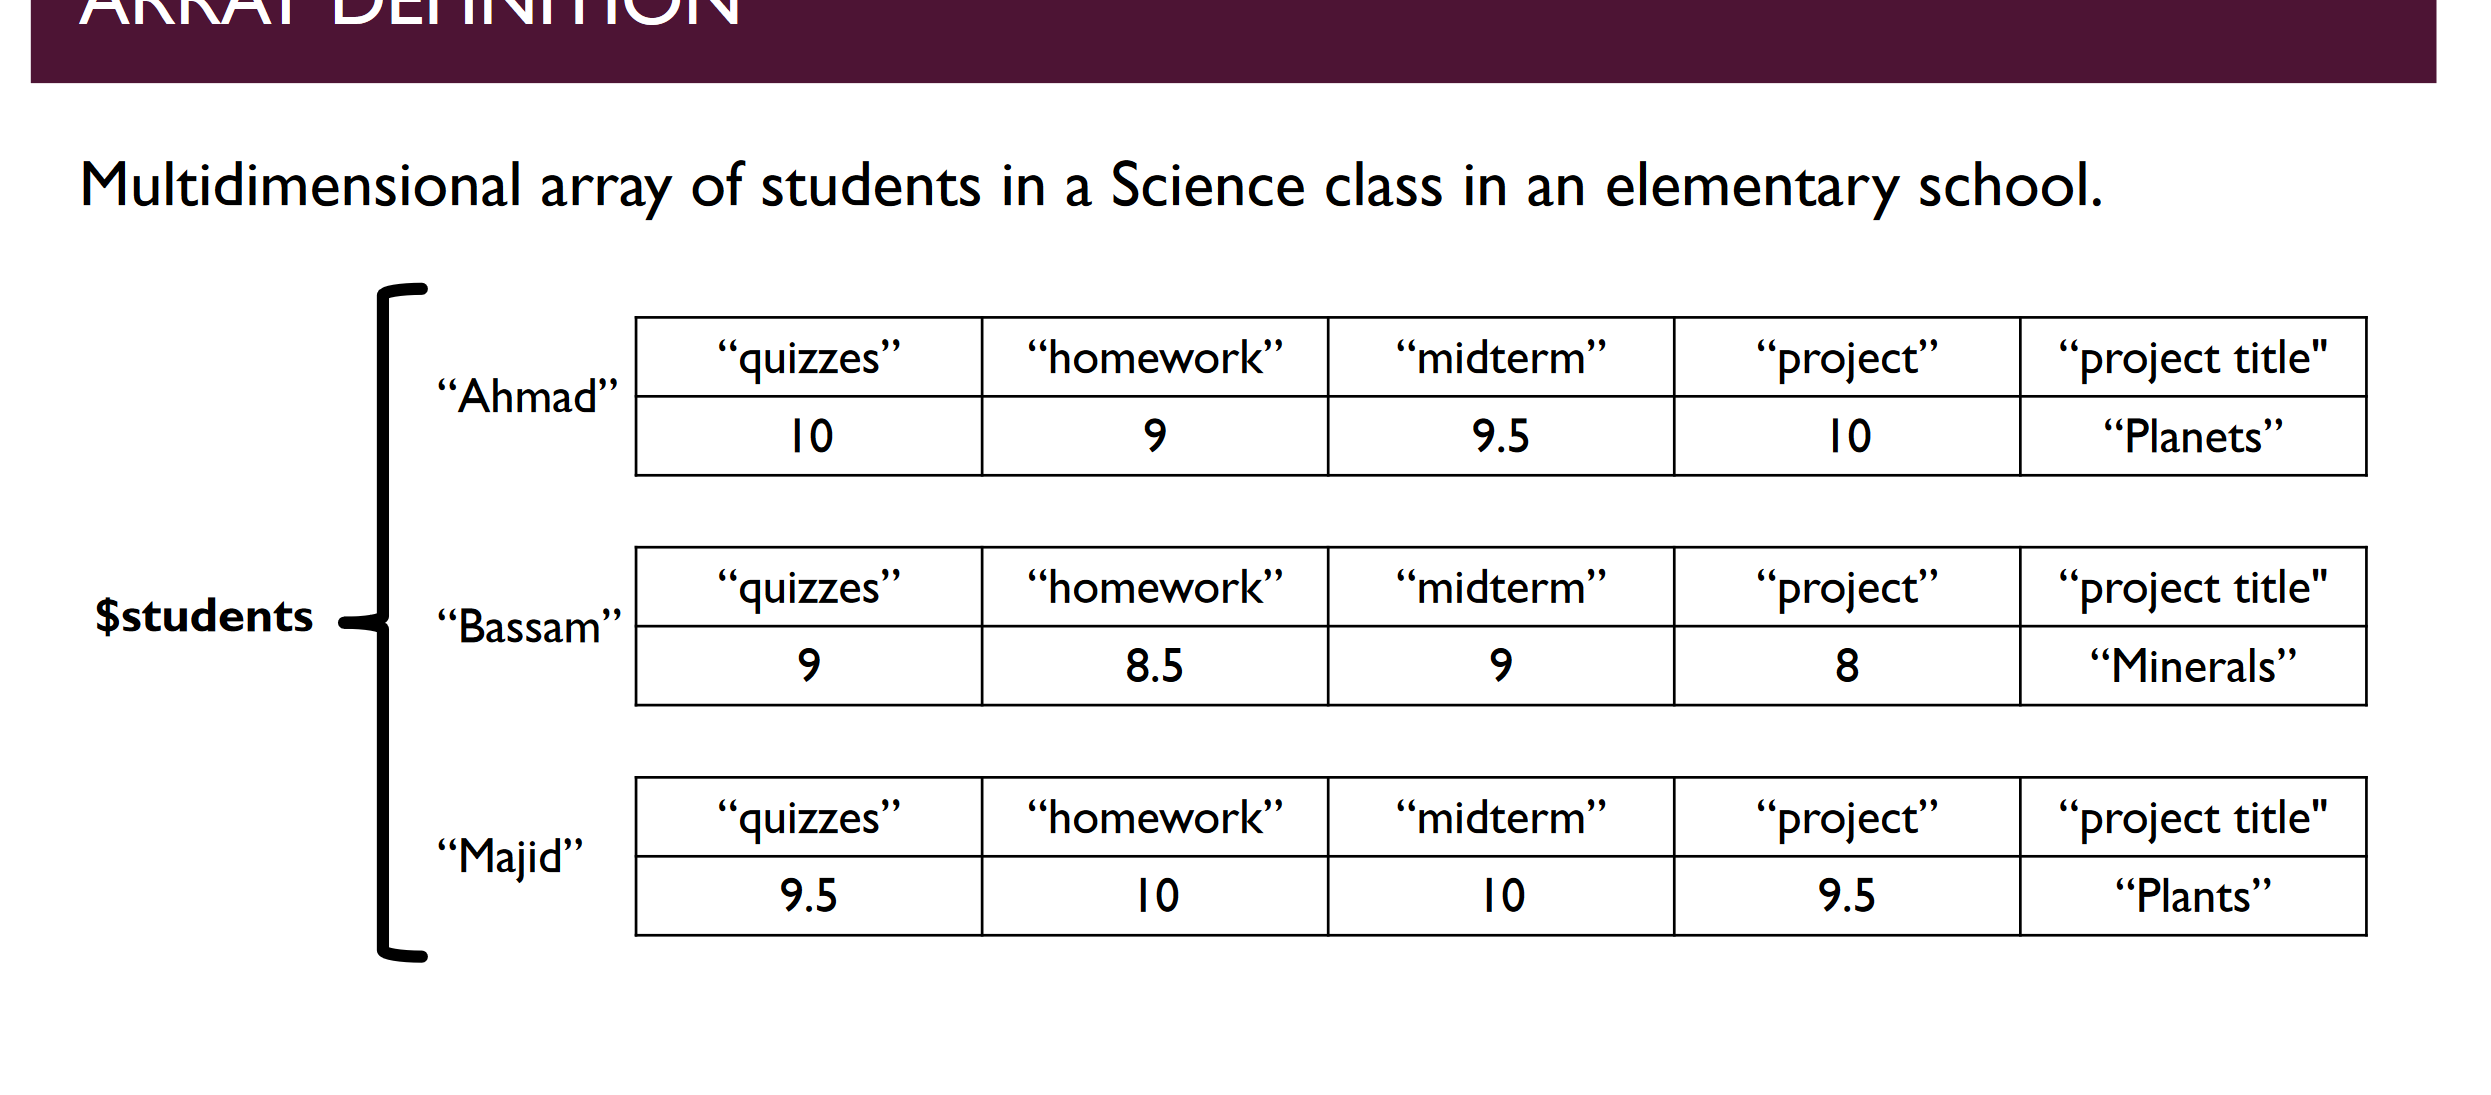 ARRAY DEFINITION
Multidimensional array of students in a Science class in an elementary school.
$students
“Ahmad”
“quizzes” “homework” “midterm” “project” “project title"
10 9 9.5 10 “Planets”
“Bassam”
“quizzes” “homework” “midterm” “project” “project title"
9 8.5 9 8 “Minerals”
“Majid”
“quizzes” “homework” “midterm” “project” “project title"
9.5 10 10 9.5 “Plants”